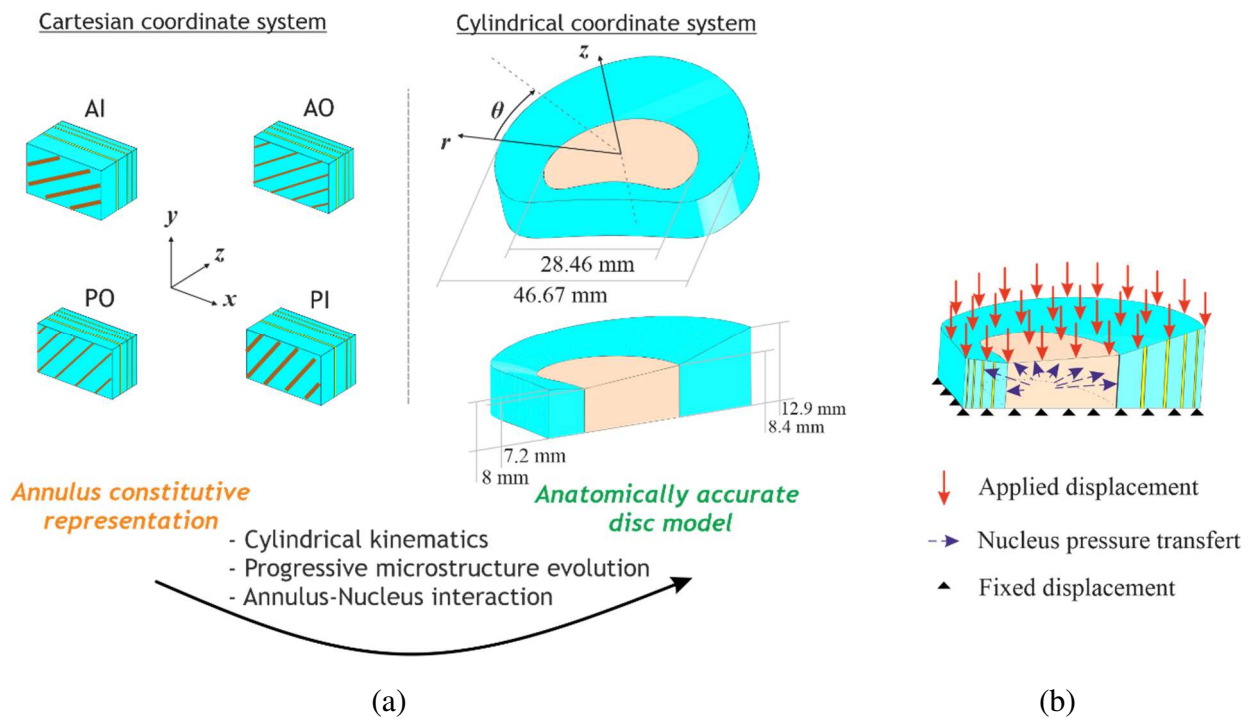 Cartesian coordinate system
AI
AO
y
z
x
PO
PI
Cylindrical coordinate system
z
θ
r
28.46 mm
46.67 mm
12.9 mm
8.4 mm
7.2 mm
8 mm
Annulus constitutive
representation
Anatomically accurate
disc model
- Cylindrical kinematics
- Progressive microstructure evolution
- Annulus-Nucleus interaction
Applied displacement
Nucleus pressure transfert
Fixed displacement
(a)
(b)